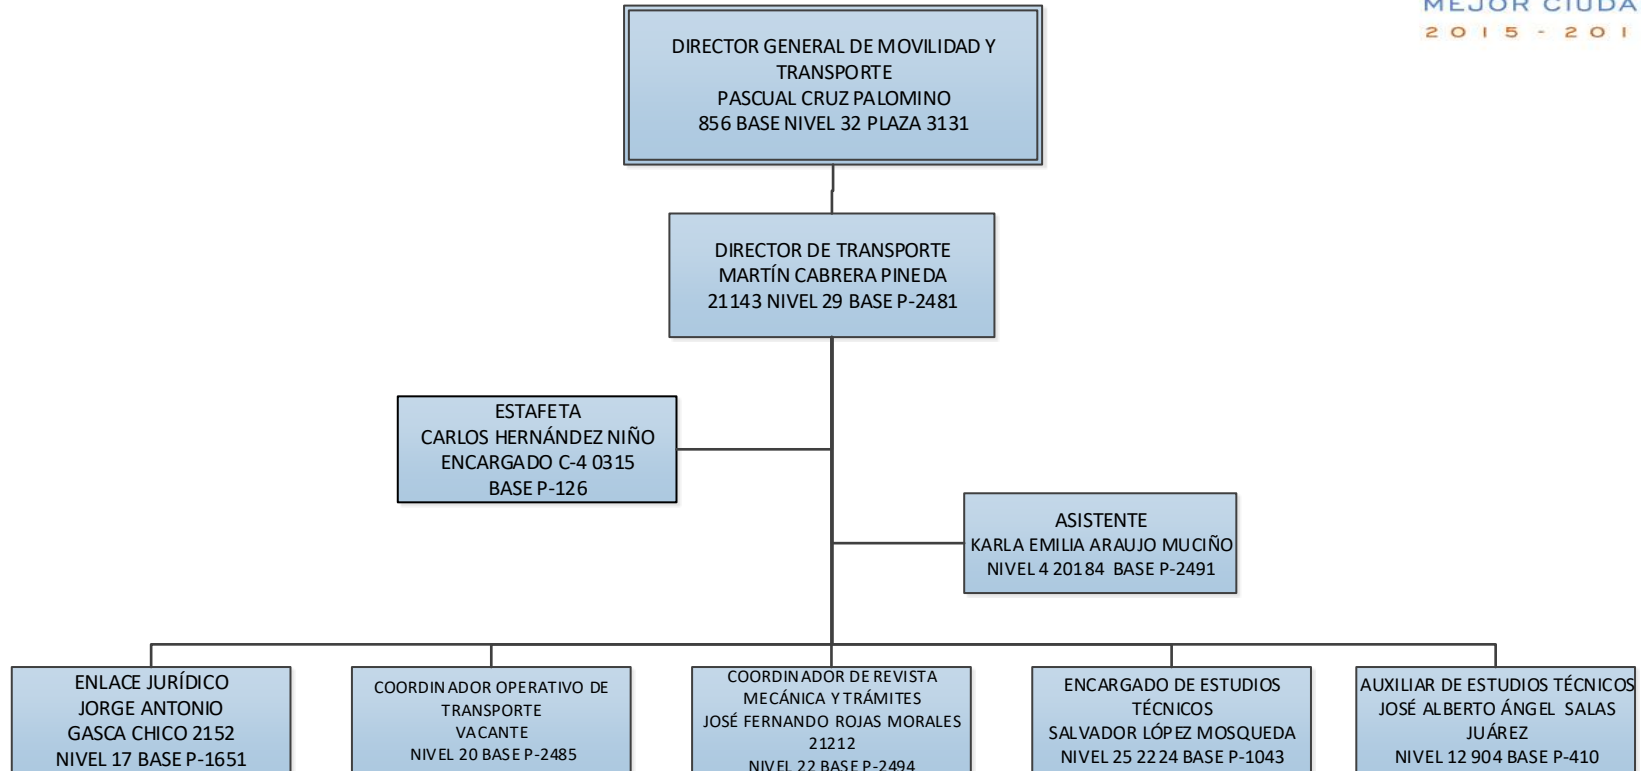 MEJOR CIUDA
2015-201
DIRECTOR GENERAL DE MOVILIDAD Y
TRANSPORTE
PASCUAL CRUZ PALOMINO
856 BASE NIVEL 32 PLAZA 3131
DIRECTOR DE TRANSPORTE
MARTÍN CABRERA PINEDA
21143 NIVEL 29 BASE P-2481
ESTAFETA
CARLOS HERNÁNDEZ NIÑO
ENCARGADO C-4 0315
BASE P-126
ASISTENTE
KARLA EMILIA ARAUJO MUCIÑO
NIVEL 4 20184 BASE P-2491
ENLACE JURÍDICO
JORGE ANTONIO
GASCA CHICO 2152
NIVEL 17 BASE P-1651
COORDINADOR OPERATIVO DE
TRANSPORTE
VACANTE
NIVEL 20 BASE P-2485
COORDINADOR DE REVISTA
MECÁNICA Y TRÁMITES
JOSÉ FERNANDO ROJAS MORALES
21212
NIVEL 22 BASE P-2494
ENCARGADO DE ESTUDIOS
TÉCNICOS
SALVADOR LÓPEZ MOSQUEDA
NIVEL 25 2224 BASE P-1043
AUXILIAR DE ESTUDIOS TÉCNICOS
JOSÉ ALBERTO ÁNGEL SALAS
JUÁREZ
NIVEL 12 904 BASE P-410